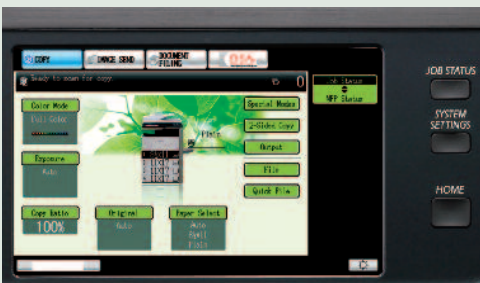 COPY
IMAGE SEND
DOCUMENT
FILING
Ready to scan for copy.
0
Job Status
MFP Status
Color Mode
Full Color
Exposure
Auto
Copy Ratio
100%
Original
Auto
Paper Select
Auto
Plain
Plain
Special Modes
2-Sided Copy
Output
File
Quick File
JOB STATUS
SYSTEM
SETTINGS
HOME